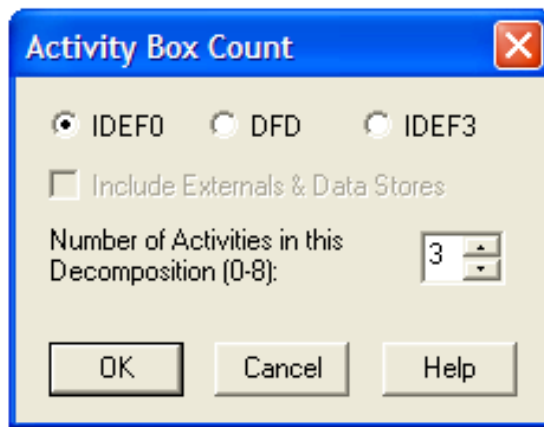 Activity Box Count
IDEF0 DFD IDEF3
Include Externals & Data Stores
Number of Activities in this
Decomposition (0-8):
3
OK Cancel Help